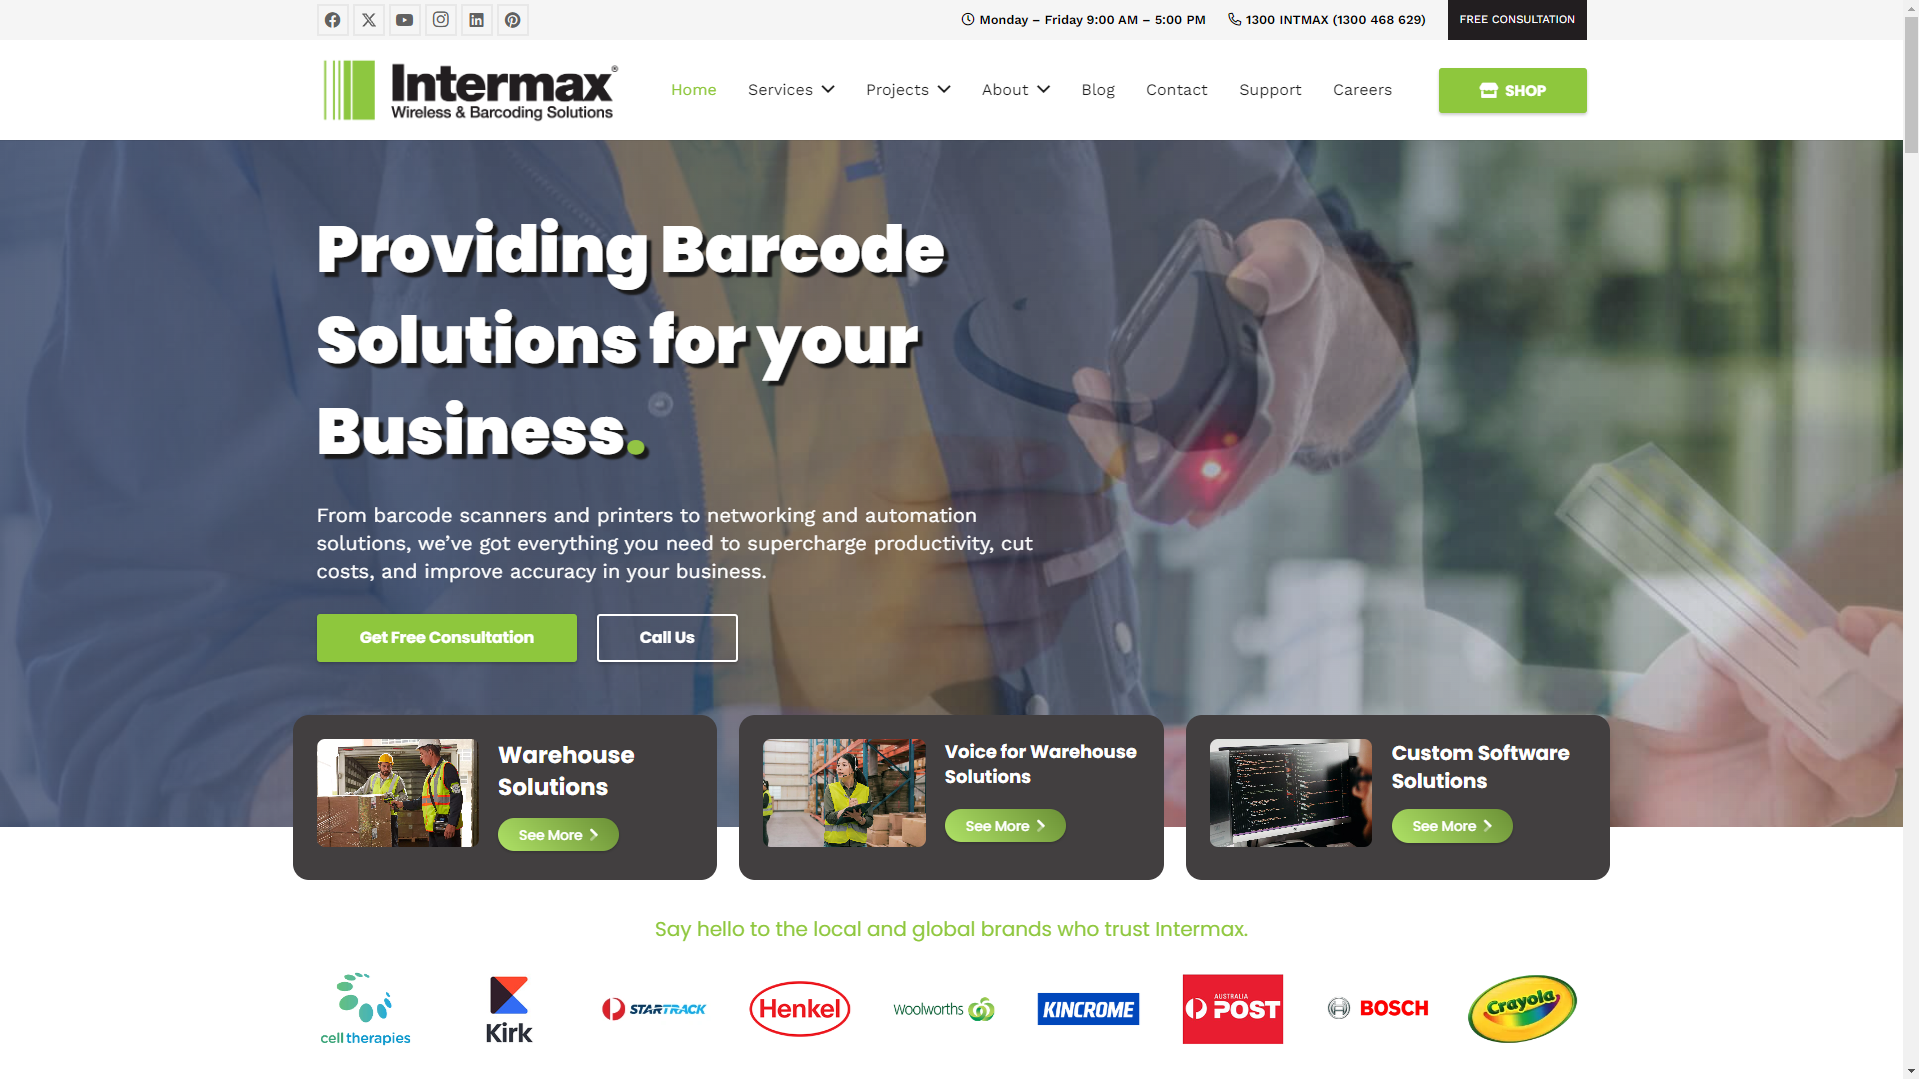 Monday – Friday 9:00 AM – 5:00 PM
1300 INTMAX (1300 468 629)
FREE CONSULTATION
Intermax®
Wireless & Barcoding Solutions
Home
Services
Projects
About
Blog
Contact
Support
Careers
SHOP
Providing Barcode
Solutions for your
Business.
From barcode scanners and printers to networking and automation
solutions, we’ve got everything you need to supercharge productivity, cut
costs, and improve accuracy in your business.
Get Free Consultation
Call Us
Warehouse
Solutions
See More
Voice for Warehouse
Solutions
See More
Custom Software
Solutions
See More
Say hello to the local and global brands who trust Intermax.
cell therapies
Kirk
STARTRACK
Henkel
woolworths
KINCROME
AUSTRALIA
POST
BOSCH
Crayola